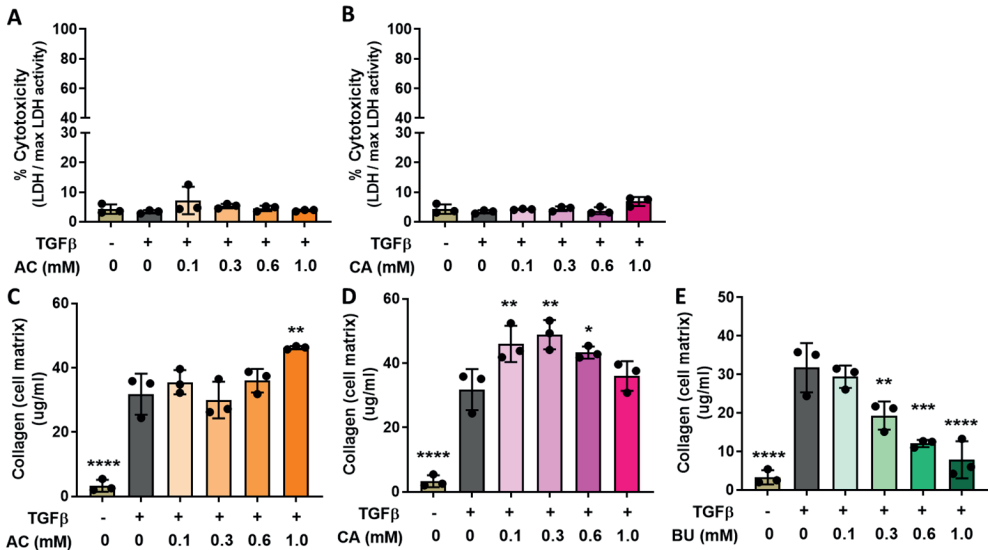 A
% Cytotoxicity
(LDH / max LDH activity)
100
80
60
40
30
20
10
0
TGFβ - + + + + +
AC (mM) 0 0 0.1 0.3 0.6 1.0
B
% Cytotoxicity
(LDH / max LDH activity)
100
80
60
40
30
20
10
0
TGFβ - + + + + +
CA (mM) 0 0 0.1 0.3 0.6 1.0
C
Collagen (cell matrix)
(ug/ml)
60
40
20
0
****
**
TGFβ - + + + + +
AC (mM) 0 0 0.1 0.3 0.6 1.0
D
Collagen (cell matrix)
(ug/ml)
60
40
20
0
****
**
**
*
TGFβ - + + + + +
CA (mM) 0 0 0.1 0.3 0.6 1.0
E
Collagen (cell matrix)
(ug/ml)
30
20
10
0
****
**
***
****
TGFβ - + + + + +
BU (mM) 0 0 0.1 0.3 0.6 1.0